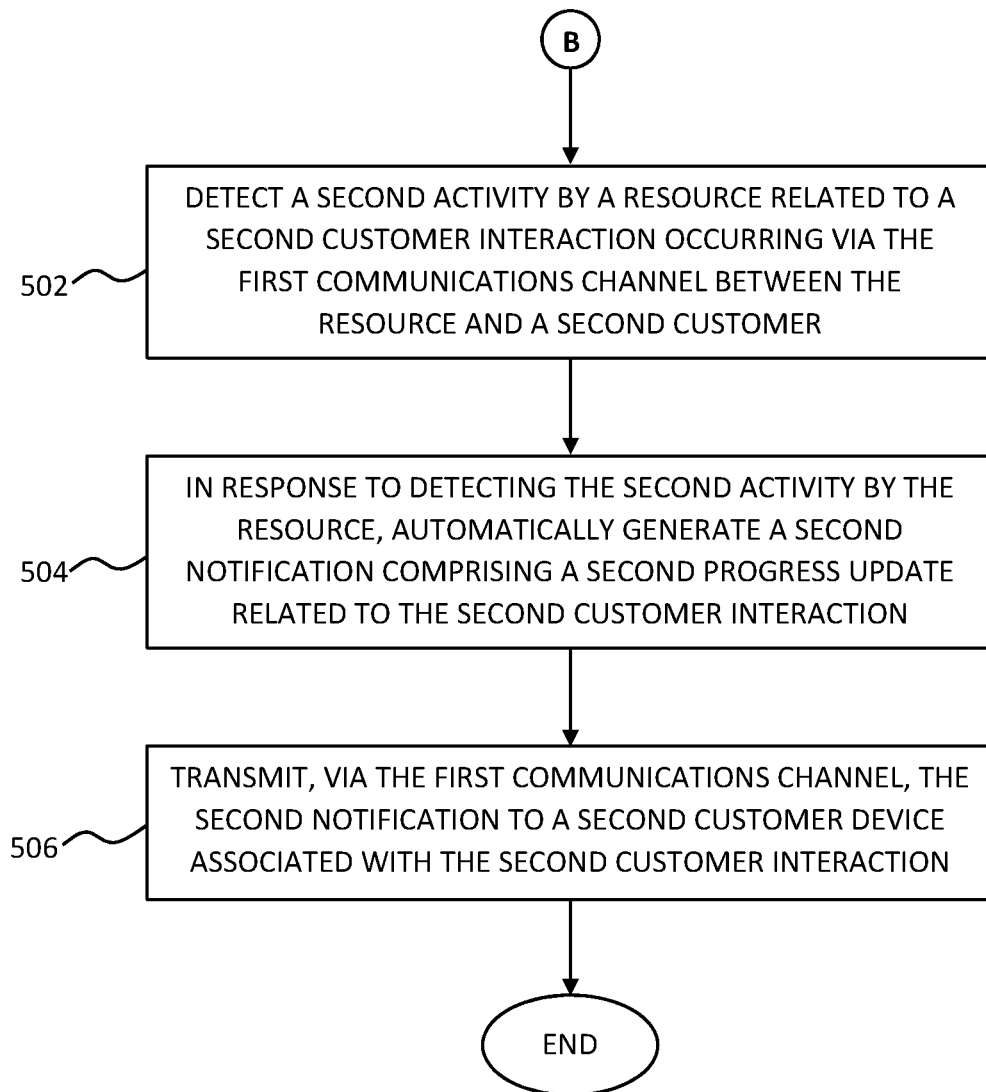 B
DETECT A SECOND ACTIVITY BY A RESOURCE RELATED TO A
SECOND CUSTOMER INTERACTION OCCURRING VIA THE
FIRST COMMUNICATIONS CHANNEL BETWEEN THE
RESOURCE AND A SECOND CUSTOMER
502
IN RESPONSE TO DETECTING THE SECOND ACTIVITY BY THE
RESOURCE, AUTOMATICALLY GENERATE A SECOND
NOTIFICATION COMPRISING A SECOND PROGRESS UPDATE
RELATED TO THE SECOND CUSTOMER INTERACTION
504
TRANSMIT, VIA THE FIRST COMMUNICATIONS CHANNEL, THE
SECOND NOTIFICATION TO A SECOND CUSTOMER DEVICE
ASSOCIATED WITH THE SECOND CUSTOMER INTERACTION
506
END